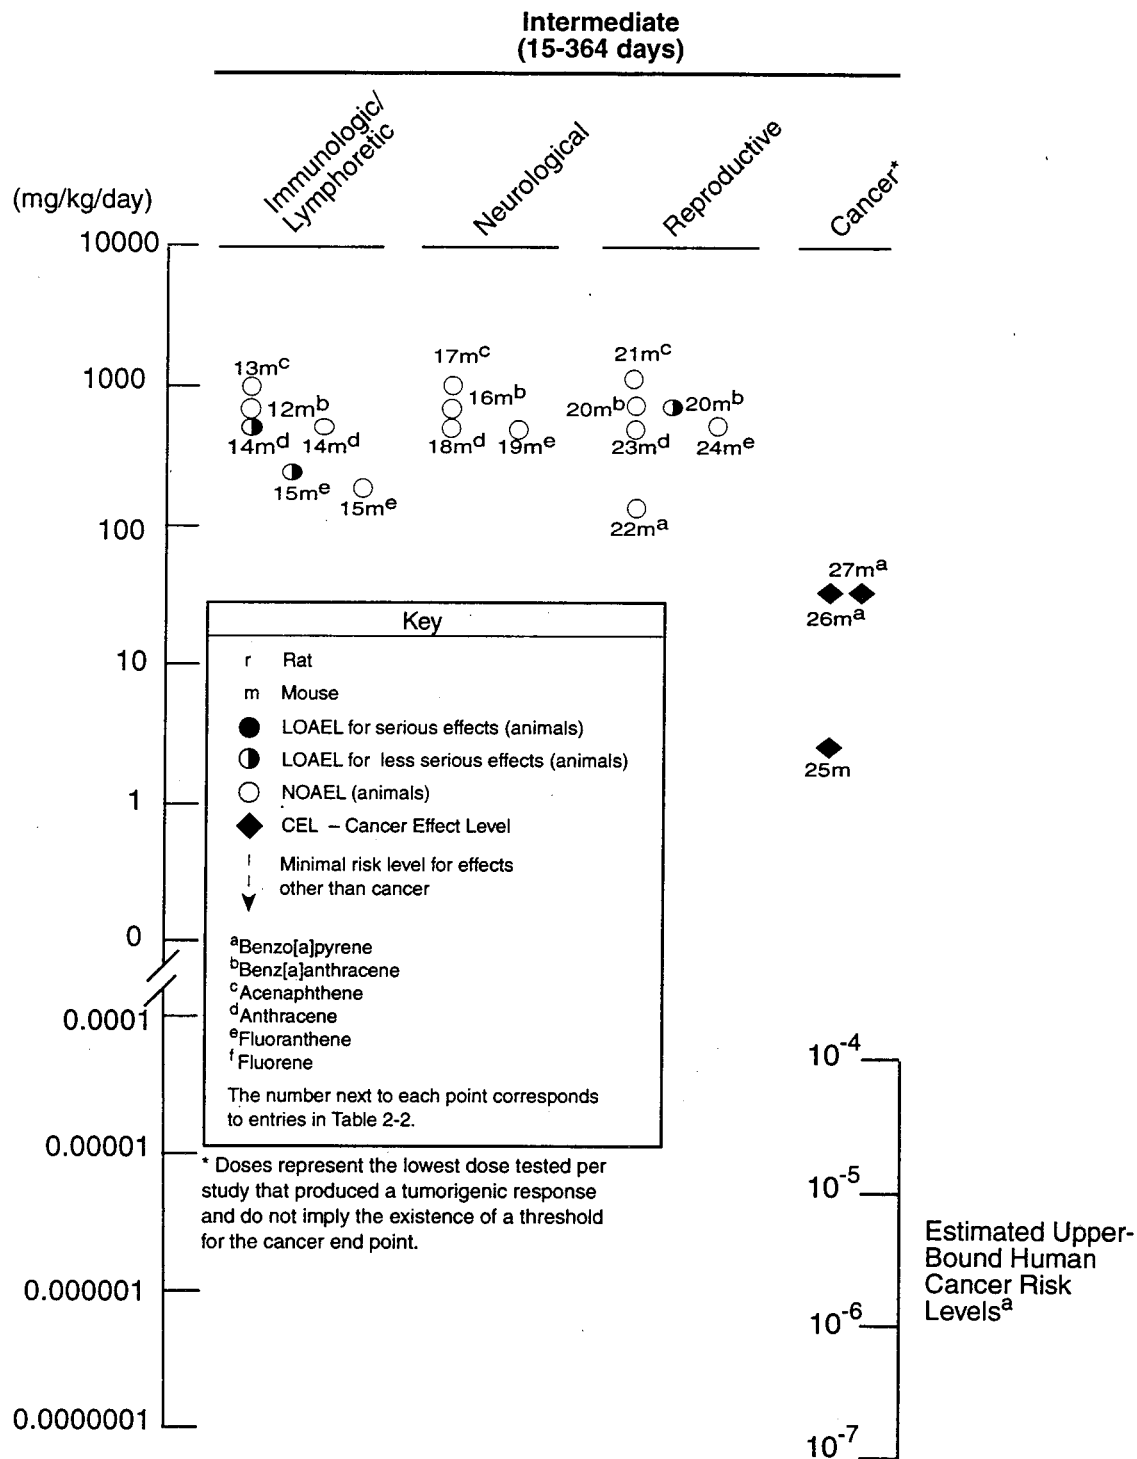 Intermediate
(15-364 days)
Immunologic/
Lymphoretic
Neurological
Reproductive
Cancer*
(mg/kg/day)
10000
1000
100
10
1
0
0.0001
0.00001
0.000001
0.0000001
13mᶜ
12mᵇ
14mᵈ 14mᵈ
15mᵉ
15mᵉ
17mᶜ
16mᵇ
18mᵈ 19mᵉ
21mᶜ
20mᵇ 20mᵇ
23mᵈ 24mᵉ
22mᵃ
27mᵃ
26mᵃ
25m
Key
r Rat
m Mouse
LOAEL for serious effects (animals)
LOAEL for less serious effects (animals)
NOAEL (animals)
CEL – Cancer Effect Level
Minimal risk level for effects
other than cancer
ᵃBenzo[a]pyrene
ᵇBenz[a]anthracene
ᶜAcenaphthene
ᵈAnthracene
ᵉFluoranthene
ᶠFluorene
The number next to each point corresponds
to entries in Table 2-2.
* Doses represent the lowest dose tested per
study that produced a tumorigenic response
and do not imply the existence of a threshold
for the cancer end point.
10⁻⁴
10⁻⁵
10⁻⁶
10⁻⁷
Estimated Upper-
Bound Human
Cancer Risk
Levelsᵃ